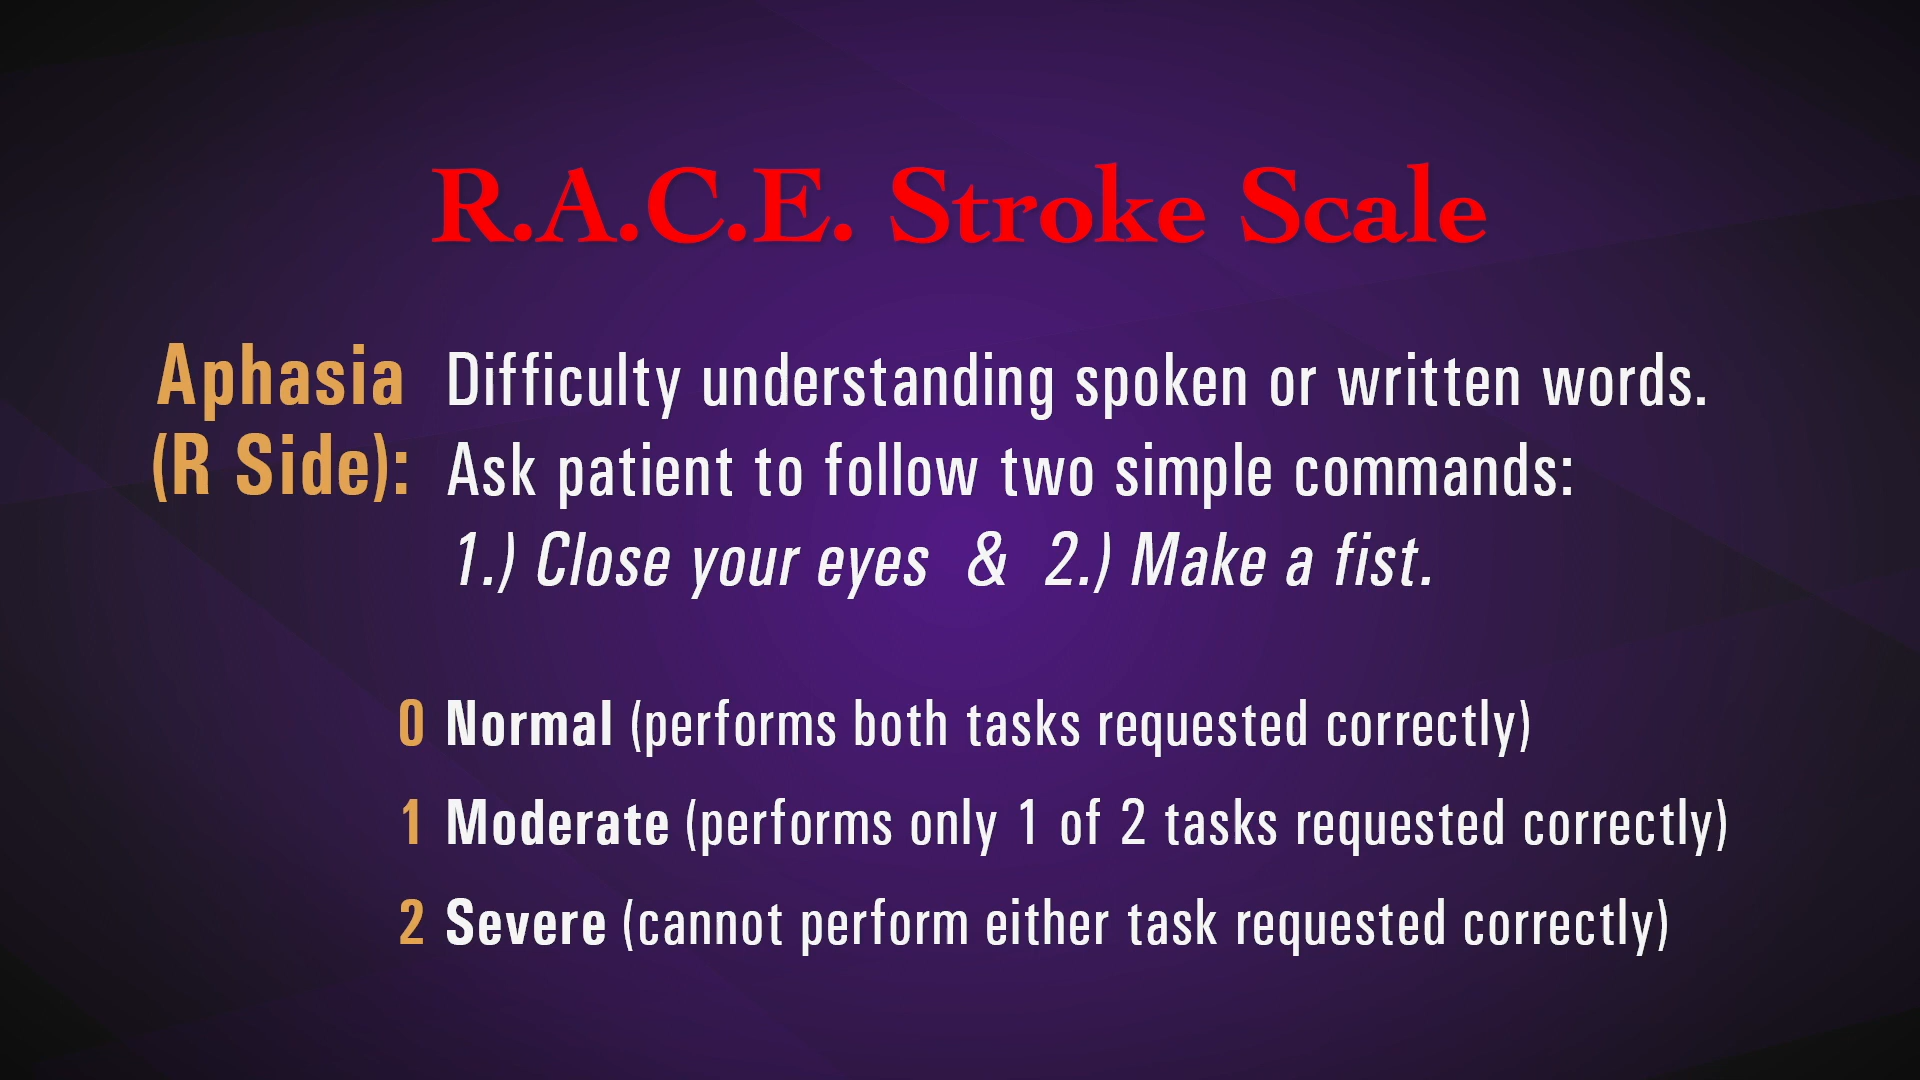 R.A.C.E. Stroke Scale
Aphasia (R Side):
Difficulty understanding spoken or written words.
Ask patient to follow two simple commands:
1.) Close your eyes & 2.) Make a fist.
0 Normal (performs both tasks requested correctly)
1 Moderate (performs only 1 of 2 tasks requested correctly)
2 Severe (cannot perform either task requested correctly)